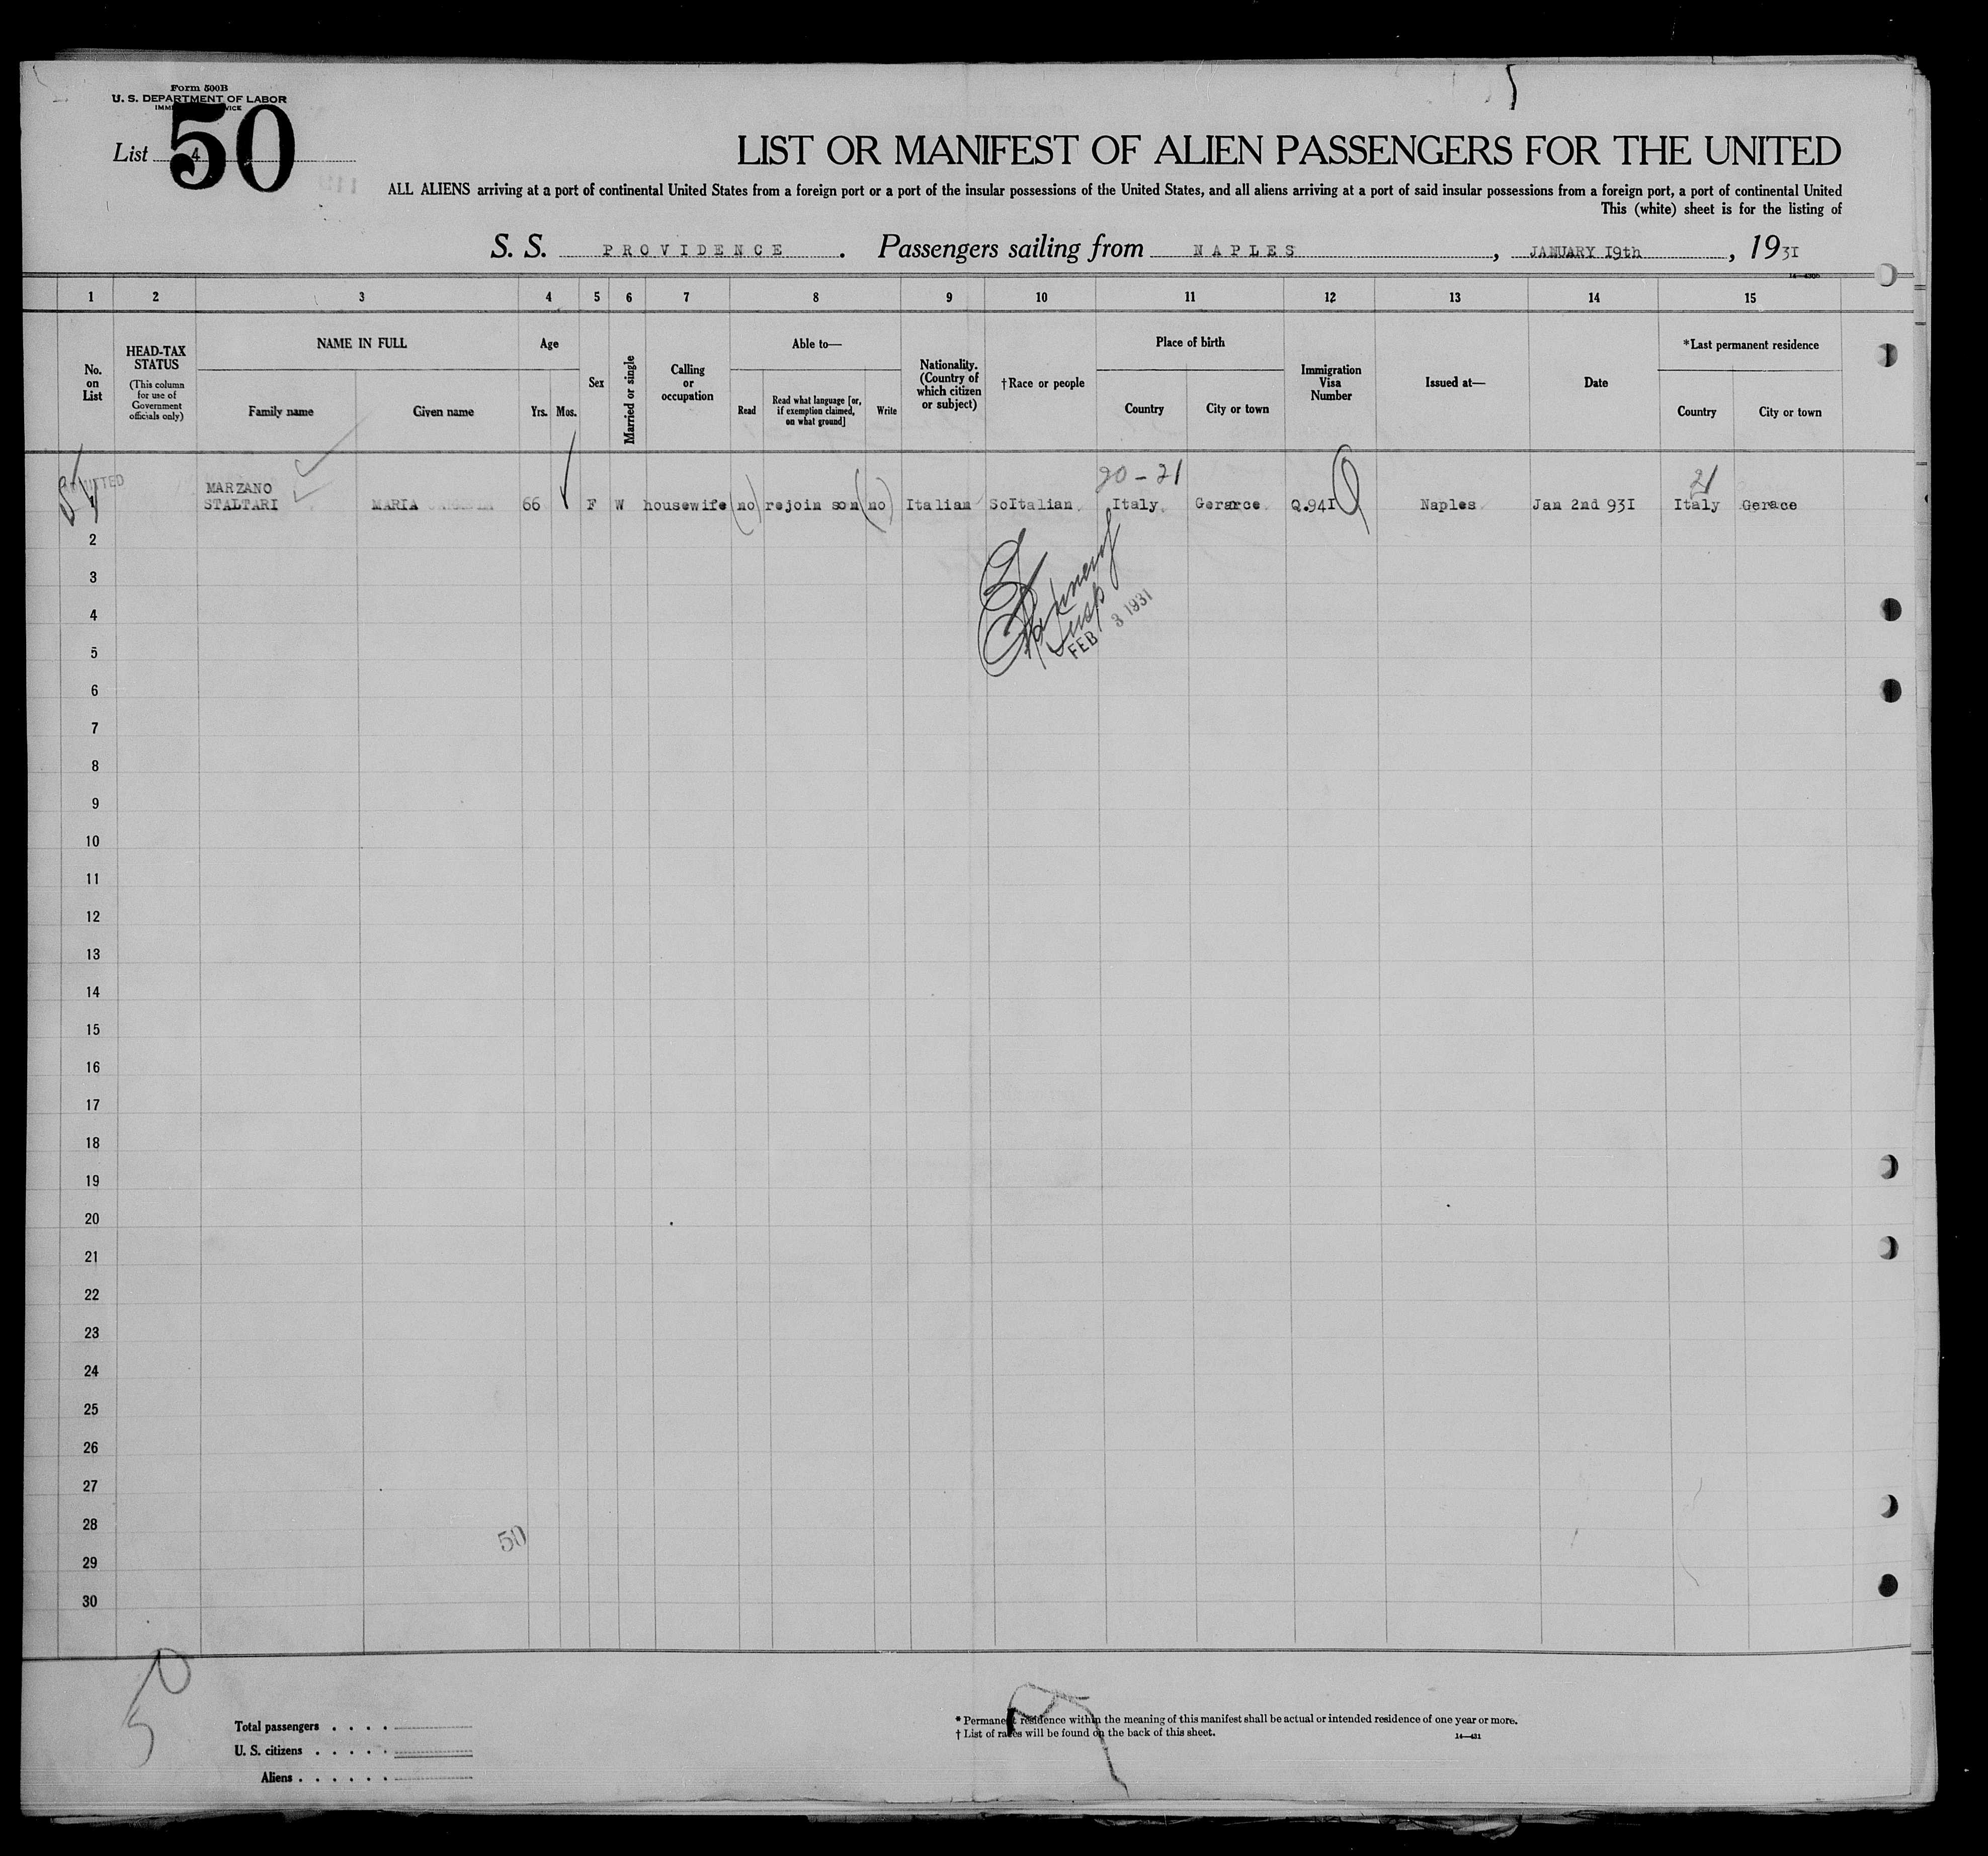 Form 500B
U. S. DEPARTMENT OF LABOR
List 4
50
LIST OR MANIFEST OF ALIEN PASSENGERS FOR THE UNITED
ALL ALIENS arriving at a port of continental United States from a foreign port or a port of the insular possessions of the United States, and all aliens arriving at a port of said insular possessions from a foreign port, a port of continental United
This (white) sheet is for the listing of
S. S. PROVIDENCE . Passengers sailing from NAPLES , JANUARY I9th , 1931
1 2 3 4 5 6 7 8 9 10 11 12 13 14 15
No. on List
HEAD-TAX STATUS
(This column for use of Government officials only)
NAME IN FULL
Family name Given name
Age
Yrs. Mos.
Sex
Married or single
Calling or occupation
Able to—
Read
Read what language [or, if exemption claimed, on what ground]
Write
Nationality. (Country of which citizen or subject)
†Race or people
Place of birth
Country City or town
Immigration Visa Number
Issued at—
Date
*Last permanent residence
Country City or town
20-21 21
MARZANO
1 STALTARI MARIA 66 F W housewife (no) rejoin son (no) Italian SoItalian Italy Gerarce Q.94I Naples Jan 2nd 93I Italy Gerace
2
3
4
FEB 3 1931
5
6
7
8
9
10
11
12
13
14
15
16
17
18
19
20
21
22
23
24
25
26
27
28
50
29
30
50
Total passengers . . . .
U. S. citizens . . . . .
Aliens . . . . . .
* Permanent residence within the meaning of this manifest shall be actual or intended residence of one year or more.
† List of races will be found on the back of this sheet.
14—431